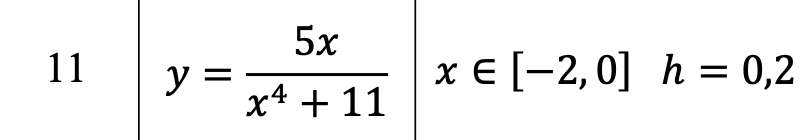 11 y = 5x / (x⁴ + 11) x ∈ [−2, 0] h = 0,2